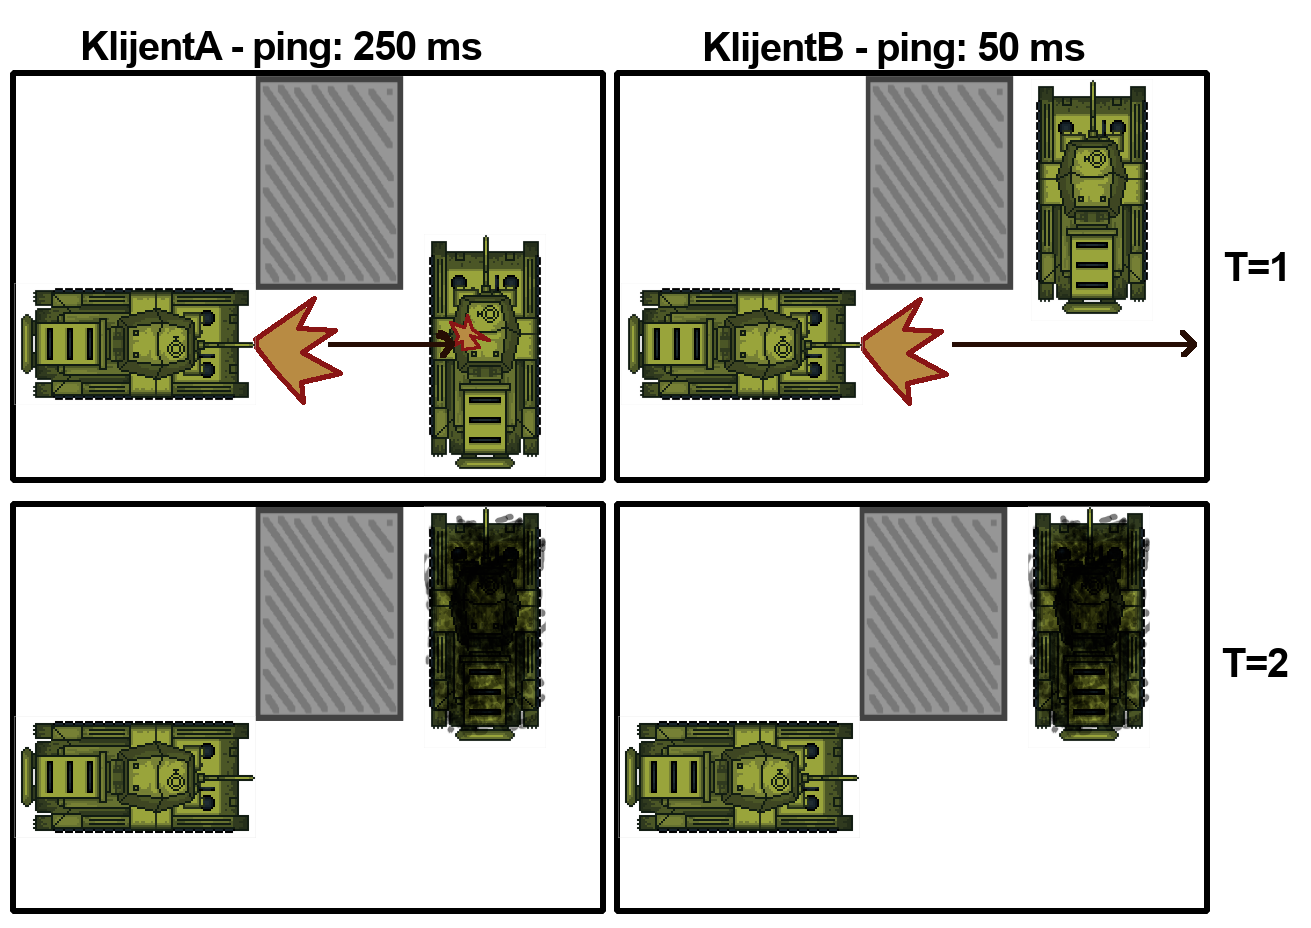 KlijentA - ping: 250 ms
KlijentB - ping: 50 ms
T=1
T=2